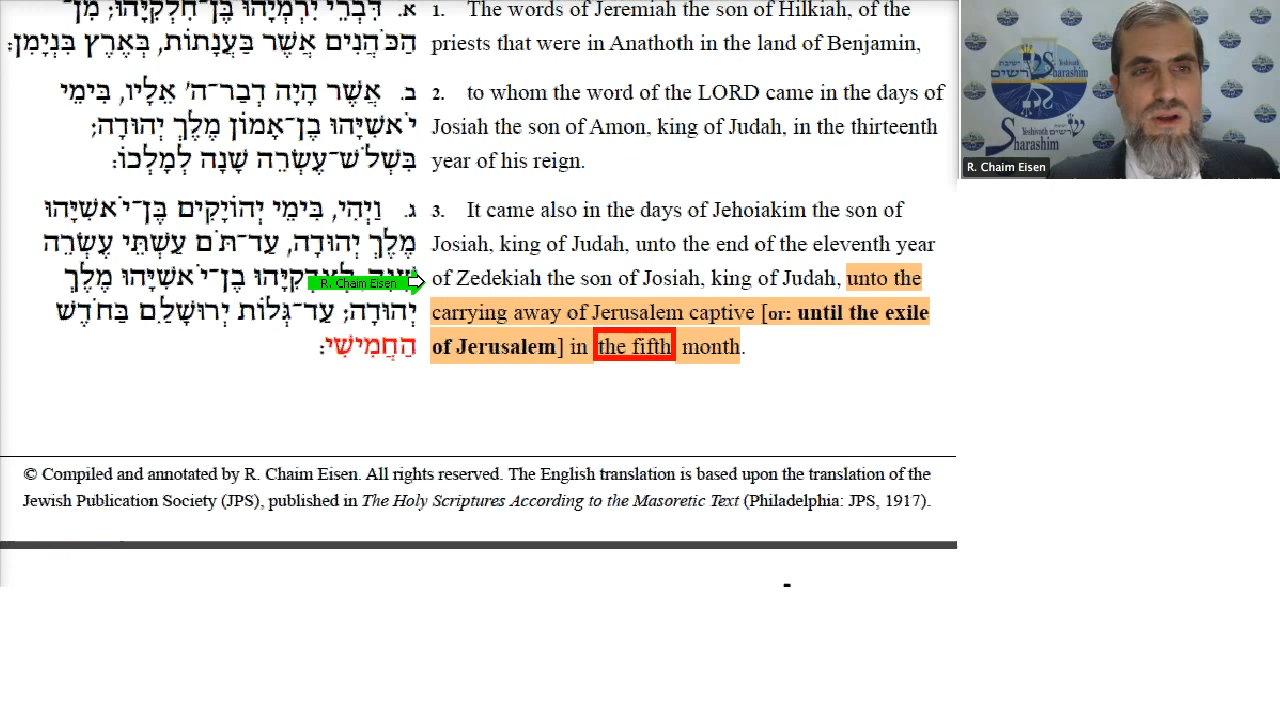 א. דִּבְרֵי יִרְמְיָהוּ בֶּן־חִלְקִיָּהוּ; מִן־
הַכֹּהֲנִים אֲשֶׁר בַּעֲנָתוֹת, בְּאֶרֶץ בִּנְיָמִן:
1. The words of Jeremiah the son of Hilkiah, of the
priests that were in Anathoth in the land of Benjamin,
ב. אֲשֶׁר הָיָה דְבַר־ה' אֵלָיו, בִּימֵי
יֹאשִׁיָּהוּ בֶן־אָמוֹן מֶלֶךְ יְהוּדָה;
בִּשְׁלֹשׁ־עֶשְׂרֵה שָׁנָה לְמָלְכוֹ:
2. to whom the word of the LORD came in the days of
Josiah the son of Amon, king of Judah, in the thirteenth
year of his reign.
ג. וַיְהִי, בִּימֵי יְהוֹיָקִים בֶּן־יֹאשִׁיָּהוּ
מֶלֶךְ יְהוּדָה, עַד־תֹּם עַשְׁתֵּי עֶשְׂרֵה
בֶן־יֹאשִׁיָּהוּ מֶלֶךְ
יְהוּדָה; עַד־גְּלוֹת יְרוּשָׁלִַם בַּחֹדֶשׁ
הַחֲמִישִׁי:
3. It came also in the days of Jehoiakim the son of
Josiah, king of Judah, unto the end of the eleventh year
of Zedekiah the son of Josiah, king of Judah, unto the
carrying away of Jerusalem captive [or: until the exile
of Jerusalem] in the fifth month.
R. Chaim Eisen
© Compiled and annotated by R. Chaim Eisen. All rights reserved. The English translation is based upon the translation of the
Jewish Publication Society (JPS), published in The Holy Scriptures According to the Masoretic Text (Philadelphia: JPS, 1917).
ישיבת
שרשים
Yeshivath
Sharashim
Yeshivath
שרשים
Sharashim
R. Chaim Eisen